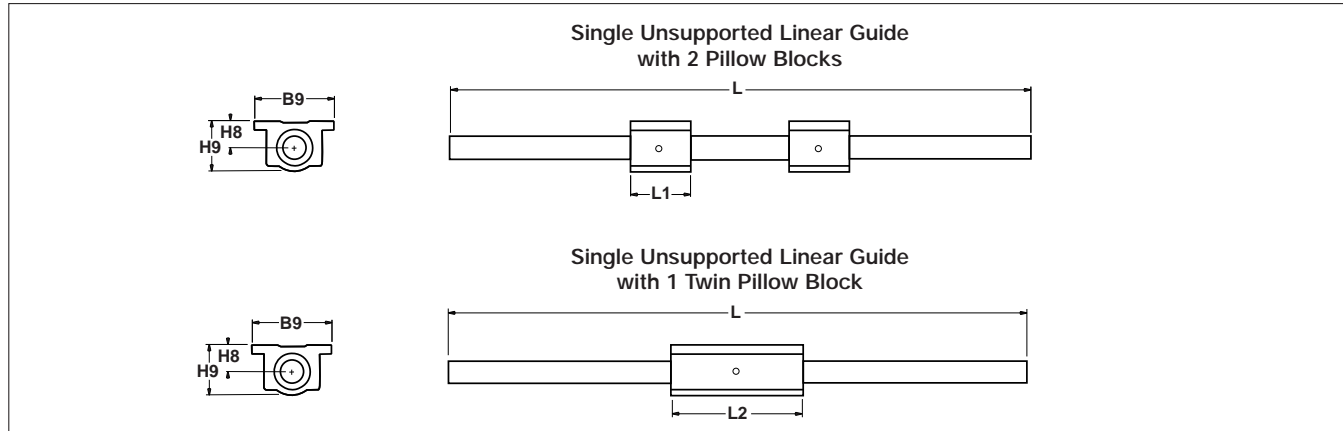 Single Unsupported Linear Guide
with 2 Pillow Blocks
L
B9
H8
H9
L1
Single Unsupported Linear Guide
with 1 Twin Pillow Block
L
B9
H8
H9
L2